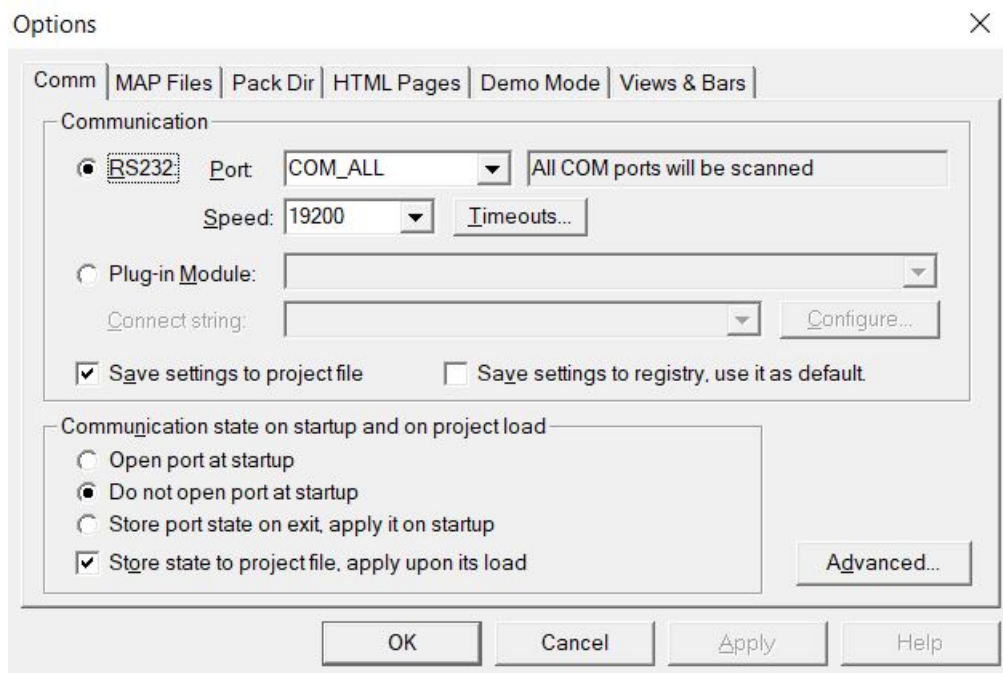 Options
Comm MAP Files Pack Dir HTML Pages Demo Mode Views & Bars
Communication
RS232: Port: COM_ALL All COM ports will be scanned
Speed: 19200 Timeouts...
Plug-in Module:
Connect string: Configure...
Save settings to project file Save settings to registry, use it as default.
Communication state on startup and on project load
Open port at startup
Do not open port at startup
Store port state on exit, apply it on startup
Store state to project file, apply upon its load
Advanced...
OK Cancel Apply Help